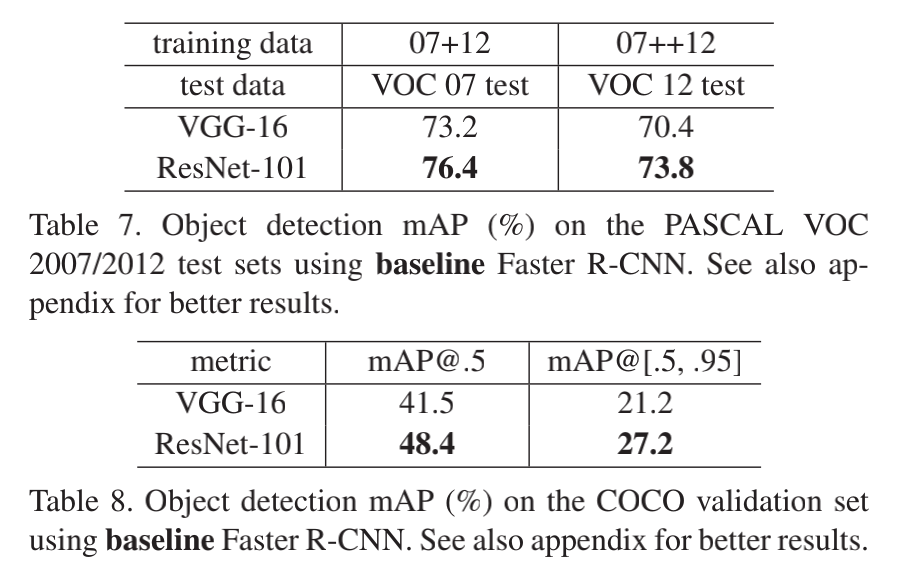 training data 07+12 07++12
test data VOC 07 test VOC 12 test
VGG-16 73.2 70.4
ResNet-101 76.4 73.8
Table 7. Object detection mAP (%) on the PASCAL VOC
2007/2012 test sets using baseline Faster R-CNN. See also ap-
pendix for better results.
metric mAP@.5 mAP@[.5, .95]
VGG-16 41.5 21.2
ResNet-101 48.4 27.2
Table 8. Object detection mAP (%) on the COCO validation set
using baseline Faster R-CNN. See also appendix for better results.